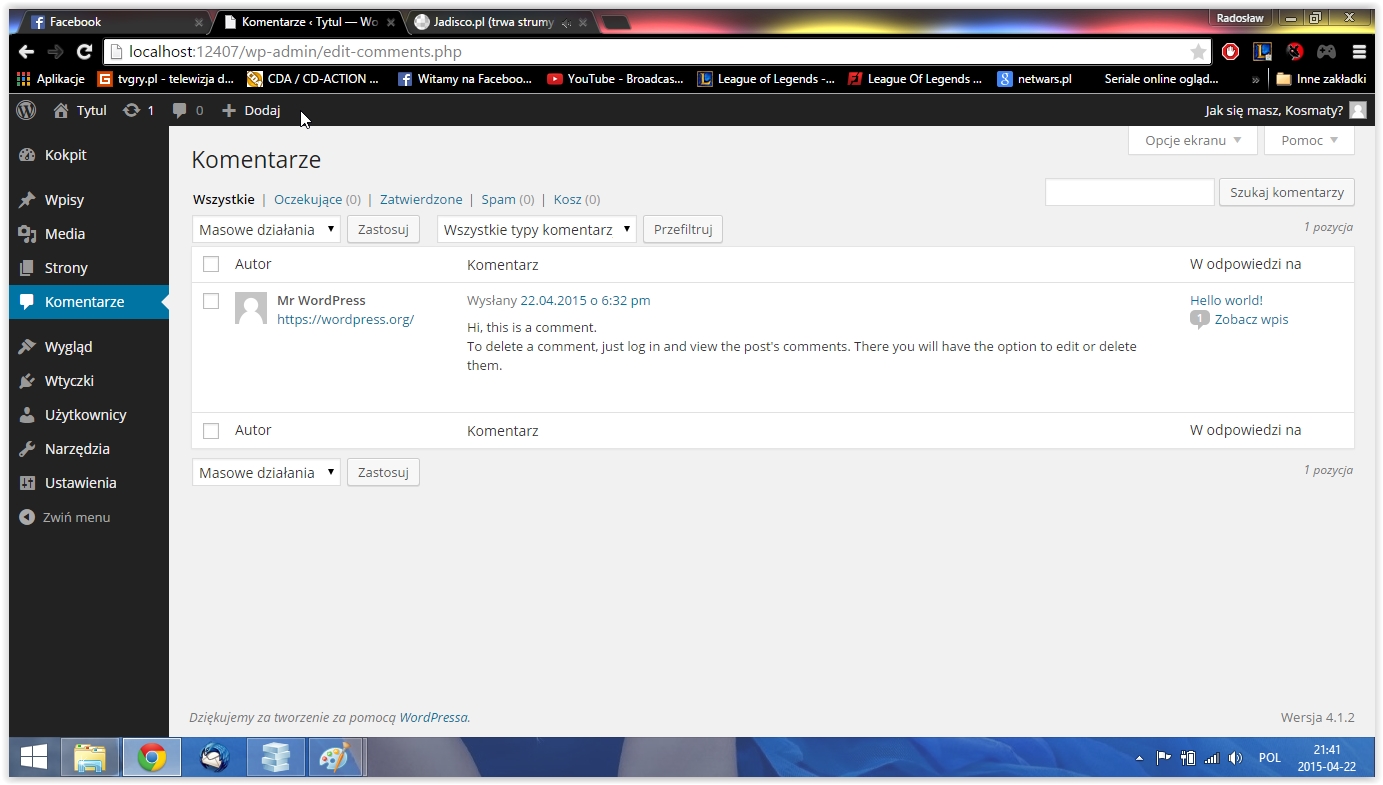 Facebook
Komentarze ‹ Tytul — Wo
Jadisco.pl (trwa strumy
Radosław
localhost:12407/wp-admin/edit-comments.php
Aplikacje
tvgry.pl - telewizja d...
CDA / CD-ACTION ...
Witamy na Faceboo...
YouTube - Broadcas...
League of Legends -...
League Of Legends ...
netwars.pl
Seriale online ogląd...
»
Inne zakładki
Tytul
1
0
Dodaj
Jak się masz, Kosmaty?
Kokpit
Wpisy
Media
Strony
Komentarze
Wygląd
Wtyczki
Użytkownicy
Narzędzia
Ustawienia
Zwiń menu
Opcje ekranu
Pomoc
Komentarze
Wszystkie | Oczekujące (0) | Zatwierdzone | Spam (0) | Kosz (0)
Szukaj komentarzy
Masowe działania
Zastosuj
Wszystkie typy komentarz
Przefiltruj
1 pozycja
Autor
Komentarz
W odpowiedzi na
Mr WordPress
https://wordpress.org/
Wysłany 22.04.2015 o 6:32 pm
Hi, this is a comment.
To delete a comment, just log in and view the post's comments. There you will have the option to edit or delete
them.
Hello world!
1 Zobacz wpis
Autor
Komentarz
W odpowiedzi na
Masowe działania
Zastosuj
1 pozycja
Dziękujemy za tworzenie za pomocą WordPressa.
Wersja 4.1.2
POL
21:41
2015-04-22